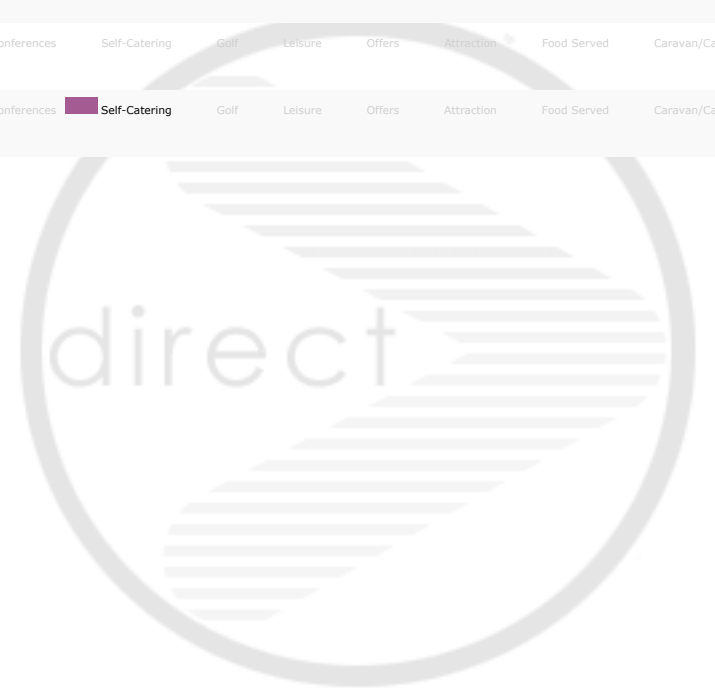 onferences Self-Catering Golf Leisure Offers Attraction Food Served Caravan/Ca
onferences Self-Catering Golf Leisure Offers Attraction Food Served Caravan/Ca
direct